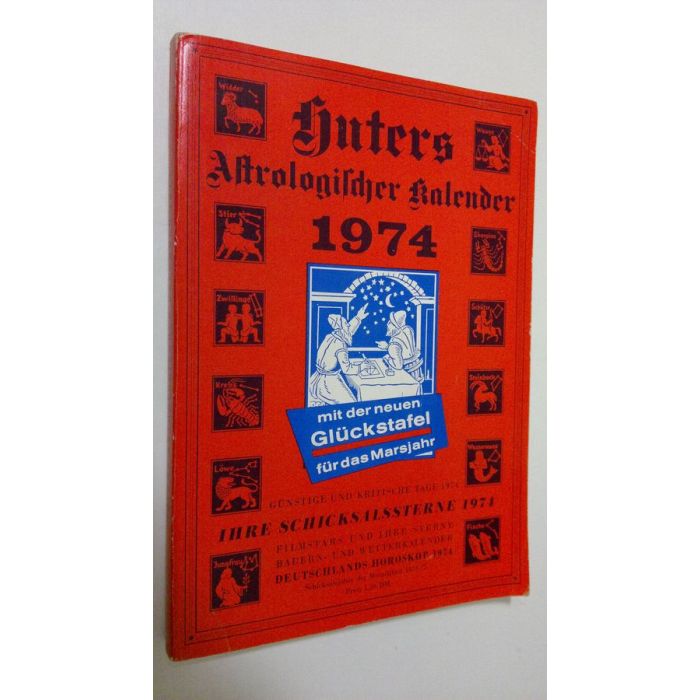 Huters
Astrologischer Kalender
1974
Widder
Stier
Zwillinge
Krebs
Löwe
Jungfrau
Waage
Skorpion
Schütze
Steinbock
Wassermann
Fische
mit der neuen
Glückstafel
für das Marsjahr
GÜNSTIGE UND KRITISCHE TAGE 1974
IHRE SCHICKSALSSTERNE 1974
FILMSTARS UND IHRE STERNE
BAUERN- UND WETTERKALENDER
DEUTSCHLANDS HOROSKOP 1974
Preis DM